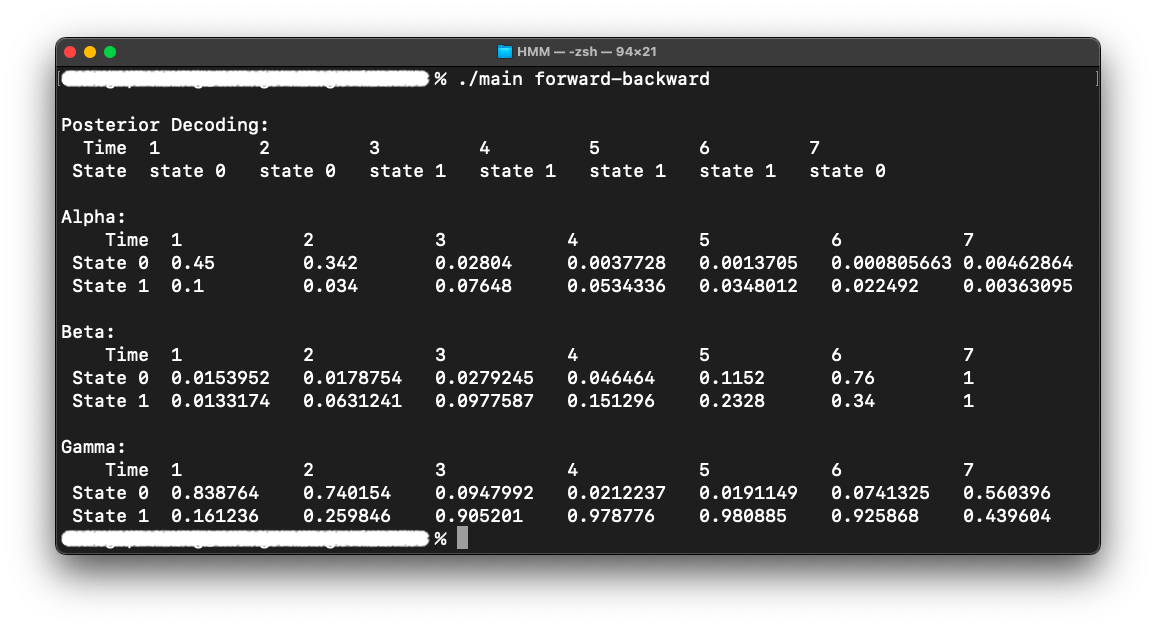 HMM — -zsh — 94×21
% ./main forward-backward
Posterior Decoding:
Time 1 2 3 4 5 6 7
State state 0 state 0 state 1 state 1 state 1 state 1 state 0
Alpha:
Time 1 2 3 4 5 6 7
State 0 0.45 0.342 0.02804 0.0037728 0.0013705 0.000805663 0.00462864
State 1 0.1 0.034 0.07648 0.0534336 0.0348012 0.022492 0.00363095
Beta:
Time 1 2 3 4 5 6 7
State 0 0.0153952 0.0178754 0.0279245 0.046464 0.1152 0.76 1
State 1 0.0133174 0.0631241 0.0977587 0.151296 0.2328 0.34 1
Gamma:
Time 1 2 3 4 5 6 7
State 0 0.838764 0.740154 0.0947992 0.0212237 0.0191149 0.0741325 0.560396
State 1 0.161236 0.259846 0.905201 0.978776 0.980885 0.925868 0.439604
%